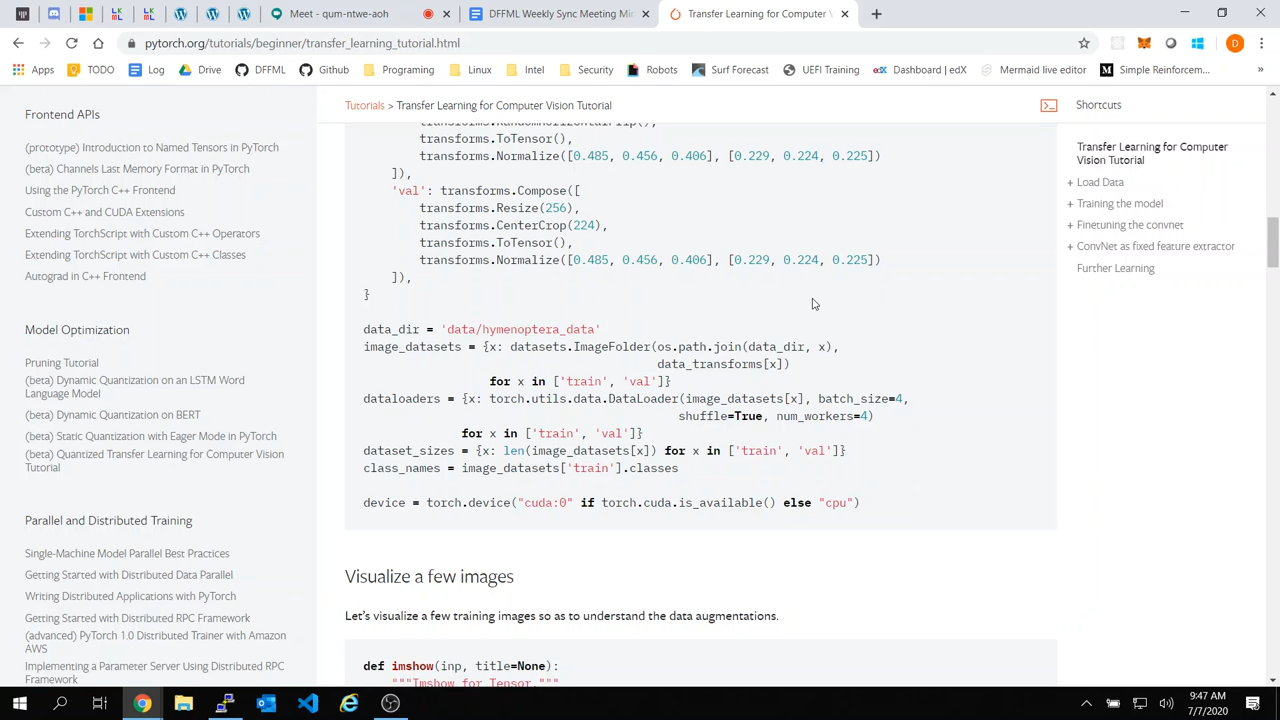 Meet - qum-ntwe-aoh
DFFML Weekly Sync Meeting Mi
Transfer Learning for Computer V
pytorch.org/tutorials/beginner/transfer_learning_tutorial.html
D
Apps
TODO
Log
Drive
DFFML
Github
Programing
Linux
Intel
Security
Robots
Surf Forecast
UEFI Training
edX
Dashboard | edX
Mermaid live editor
M
Simple Reinforcem...
»
Frontend APIs
(prototype) Introduction to Named Tensors in PyTorch
(beta) Channels Last Memory Format in PyTorch
Using the PyTorch C++ Frontend
Custom C++ and CUDA Extensions
Extending TorchScript with Custom C++ Operators
Extending TorchScript with Custom C++ Classes
Autograd in C++ Frontend
Model Optimization
Pruning Tutorial
(beta) Dynamic Quantization on an LSTM Word
Language Model
(beta) Dynamic Quantization on BERT
(beta) Static Quantization with Eager Mode in PyTorch
(beta) Quantized Transfer Learning for Computer Vision
Tutorial
Parallel and Distributed Training
Single-Machine Model Parallel Best Practices
Getting Started with Distributed Data Parallel
Writing Distributed Applications with PyTorch
Getting Started with Distributed RPC Framework
(advanced) PyTorch 1.0 Distributed Trainer with Amazon
AWS
Implementing a Parameter Server Using Distributed RPC
Framework
Tutorials > Transfer Learning for Computer Vision Tutorial
transforms.RandomHorizontalFlip(),
transforms.ToTensor(),
transforms.Normalize([0.485, 0.456, 0.406], [0.229, 0.224, 0.225])
]),
'val': transforms.Compose([
transforms.Resize(256),
transforms.CenterCrop(224),
transforms.ToTensor(),
transforms.Normalize([0.485, 0.456, 0.406], [0.229, 0.224, 0.225])
]),
}
data_dir = 'data/hymenoptera_data'
image_datasets = {x: datasets.ImageFolder(os.path.join(data_dir, x),
data_transforms[x])
for x in ['train', 'val']}
dataloaders = {x: torch.utils.data.DataLoader(image_datasets[x], batch_size=4,
shuffle=True, num_workers=4)
for x in ['train', 'val']}
dataset_sizes = {x: len(image_datasets[x]) for x in ['train', 'val']}
class_names = image_datasets['train'].classes
device = torch.device("cuda:0" if torch.cuda.is_available() else "cpu")
Visualize a few images
Let's visualize a few training images so as to understand the data augmentations.
def imshow(inp, title=None):
"""Imshow for Tensor."""
Shortcuts
Transfer Learning for Computer
Vision Tutorial
+ Load Data
+ Training the model
+ Finetuning the convnet
+ ConvNet as fixed feature extractor
Further Learning
9:47 AM
7/7/2020